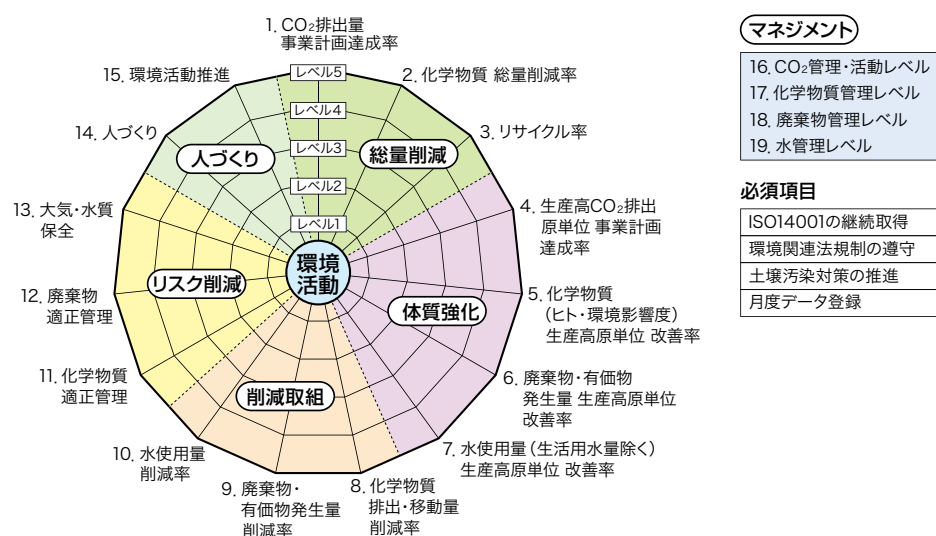 1. CO₂排出量
事業計画達成率
2. 化学物質 総量削減率
3. リサイクル率
4. 生産高CO₂排出
原単位 事業計画
達成率
5. 化学物質
(ヒト・環境影響度)
生産高原単位 改善率
6. 廃棄物・有価物
発生量 生産高原単位
改善率
7. 水使用量(生活用水量除く)
生産高原単位 改善率
8. 化学物質
排出・移動量
削減率
9. 廃棄物・
有価物発生量
削減率
10. 水使用量
削減率
11. 化学物質
適正管理
12. 廃棄物
適正管理
13. 大気・水質
保全
14. 人づくり
15. 環境活動推進
レベル5
レベル4
レベル3
レベル2
レベル1
人づくり
総量削減
リスク削減
環境
活動
体質強化
削減取組
マネジメント
16. CO₂管理・活動レベル
17. 化学物質管理レベル
18. 廃棄物管理レベル
19. 水管理レベル
必須項目
ISO14001の継続取得
環境関連法規制の遵守
土壌汚染対策の推進
月度データ登録